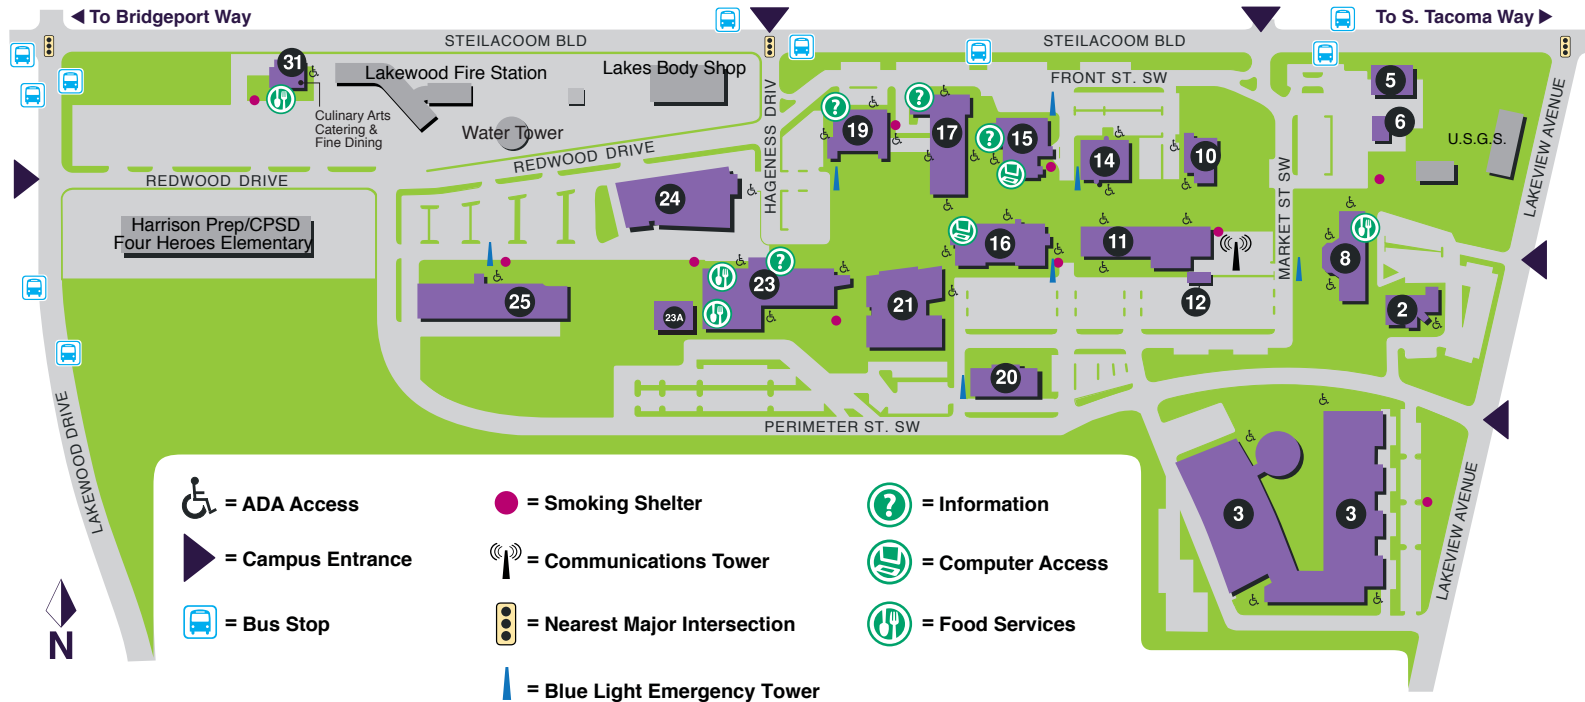 To Bridgeport Way
To S. Tacoma Way
STEILACOOM BLD
STEILACOOM BLD
31
Lakewood Fire Station
Lakes Body Shop
FRONT ST. SW
5
6
Culinary Arts
Catering &
Fine Dining
Water Tower
HAGENESS DRIV
?
19
?
17
?
15
14
10
U.S.G.S.
LAKEVIEW AVENUE
REDWOOD DRIVE
REDWOOD DRIVE
24
MARKET ST SW
Harrison Prep/CPSD
Four Heroes Elementary
16
11
8
?
23
25
23A
21
12
2
20
PERIMETER ST. SW
LAKEWOOD DRIVE
3
3
LAKEVIEW AVENUE
= ADA Access
= Smoking Shelter
?
= Information
= Campus Entrance
= Communications Tower
= Computer Access
= Bus Stop
= Nearest Major Intersection
= Food Services
N
= Blue Light Emergency Tower